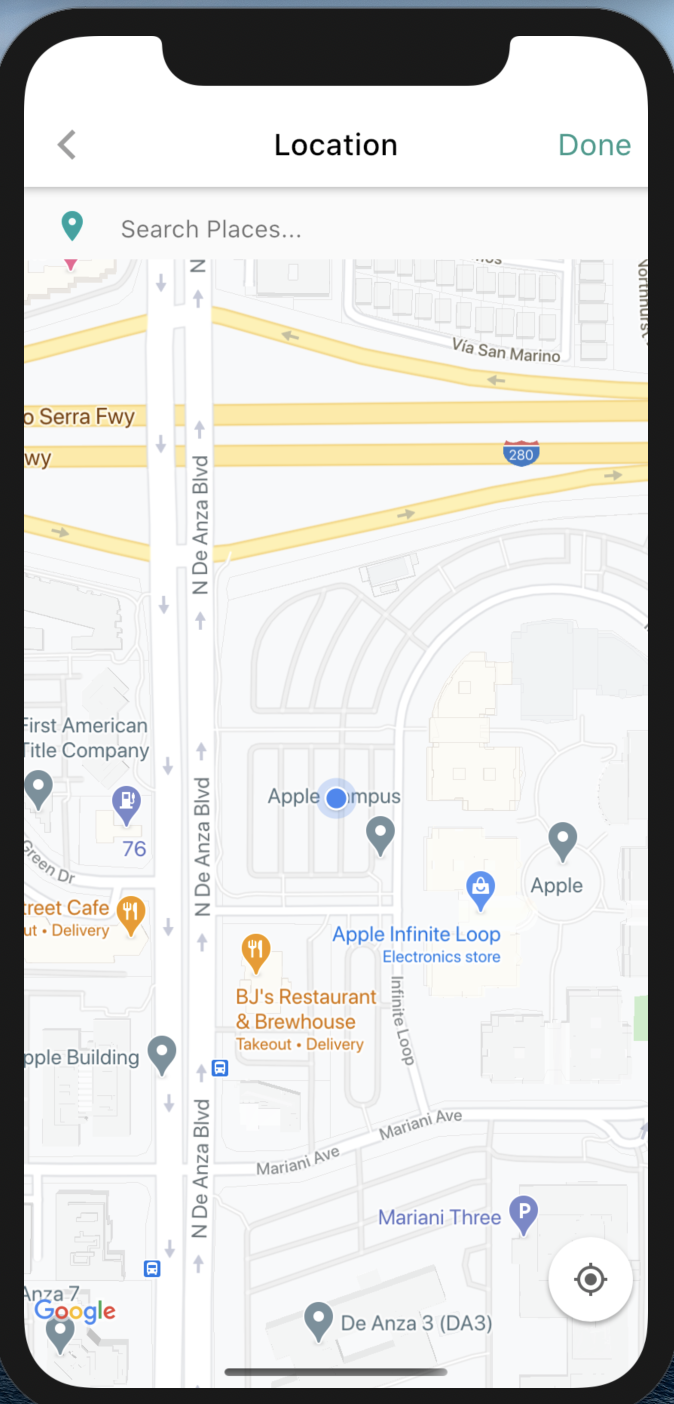 Location
Done
Search Places...
N
Vía San Marino
o Serra Fwy
wy
280
N De Anza Blvd
First American
Title Company
76
Apple
mpus
N De Anza Blvd
Green Dr
Apple
treet Cafe
ut • Delivery
Apple Infinite Loop
Electronics store
BJ's Restaurant
& Brewhouse
Takeout • Delivery
Infinite Loop
pple Building
N De Anza Blvd
Mariani Ave
Mariani Ave
Mariani Three
P
Anza 7
Google
De Anza 3 (DA3)